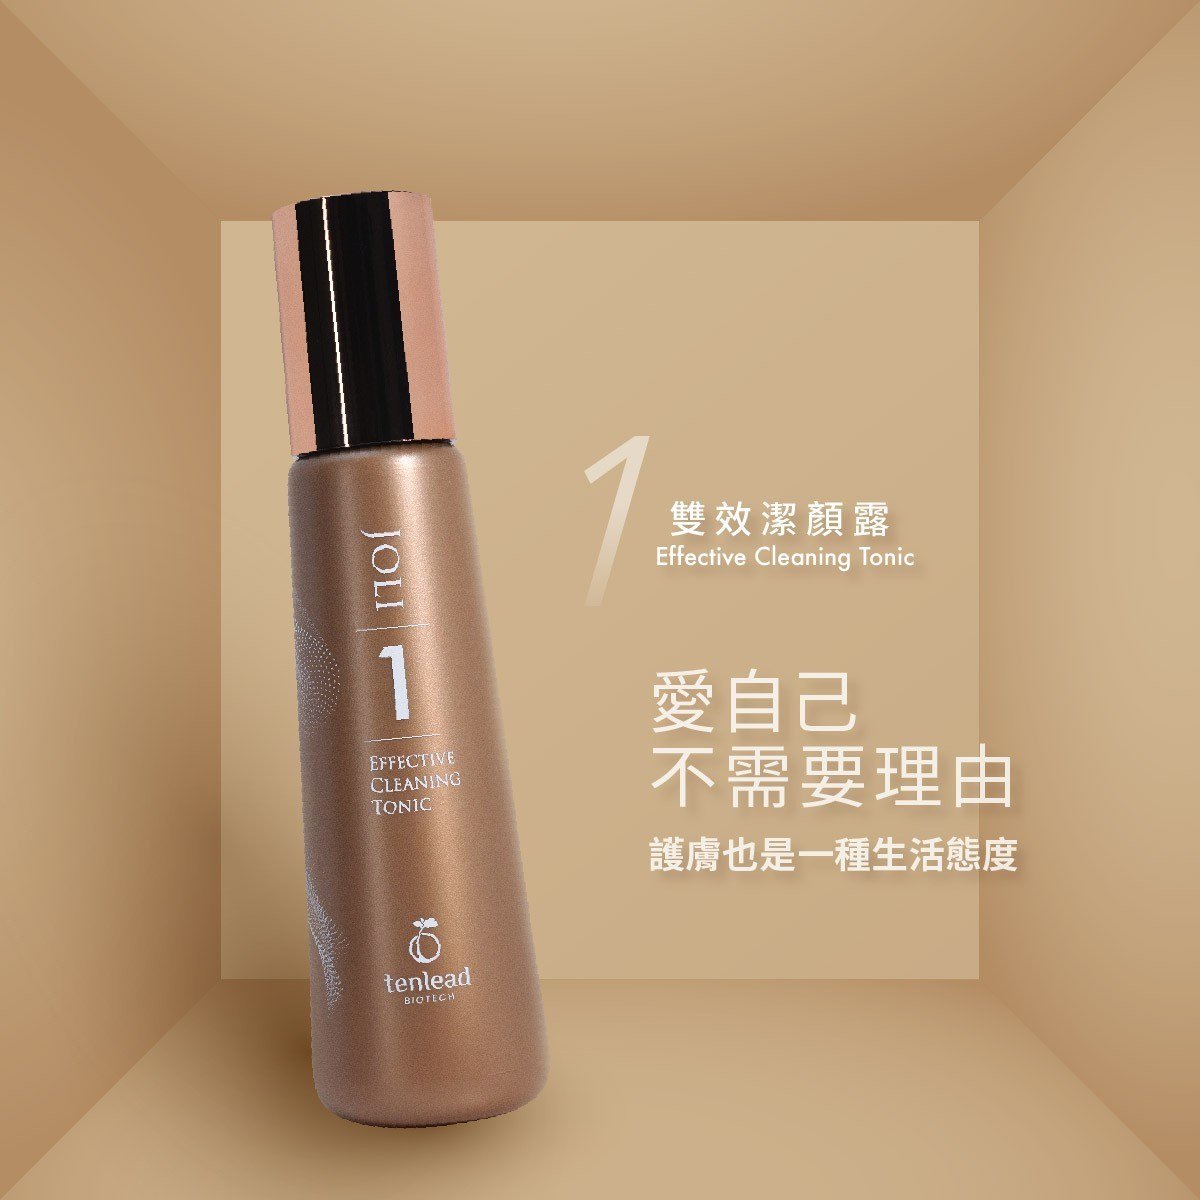 JOLI
1
EFFECTIVE
CLEANING
TONIC
tenlead
BIOTECH
1
雙效潔顏露
Effective Cleaning Tonic
愛自己
不需要理由
護膚也是一種生活態度